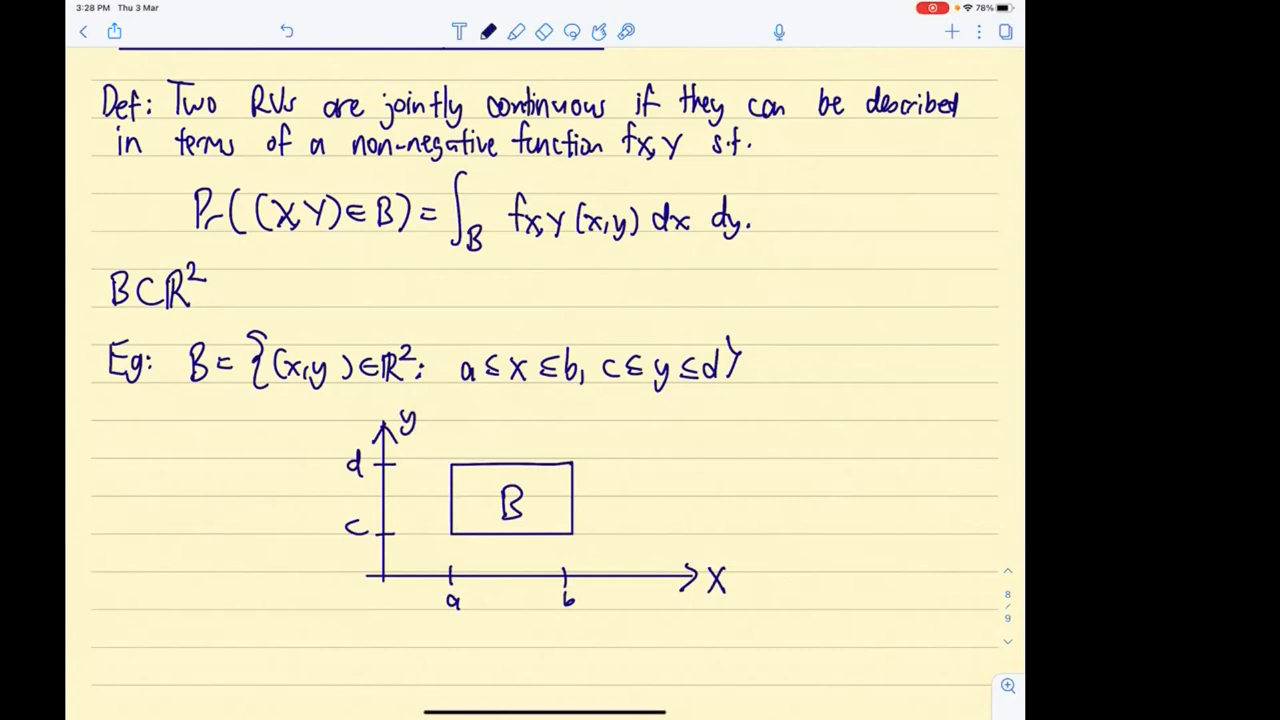 3:28 PM Thu 3 Mar
78%
Def: Two RVs are jointly continuous if they can be described
in terms of a non-negative function fx,Y s.t.
Pr((X,Y)∈B) = ∫_B fx,Y (x,y) dx dy.
B⊂ℝ²
Eg: B = {(x,y) ∈ℝ²: a ≤ x ≤ b, c ≤ y ≤ d}
y
d
B
c
X
a b
8
/
9